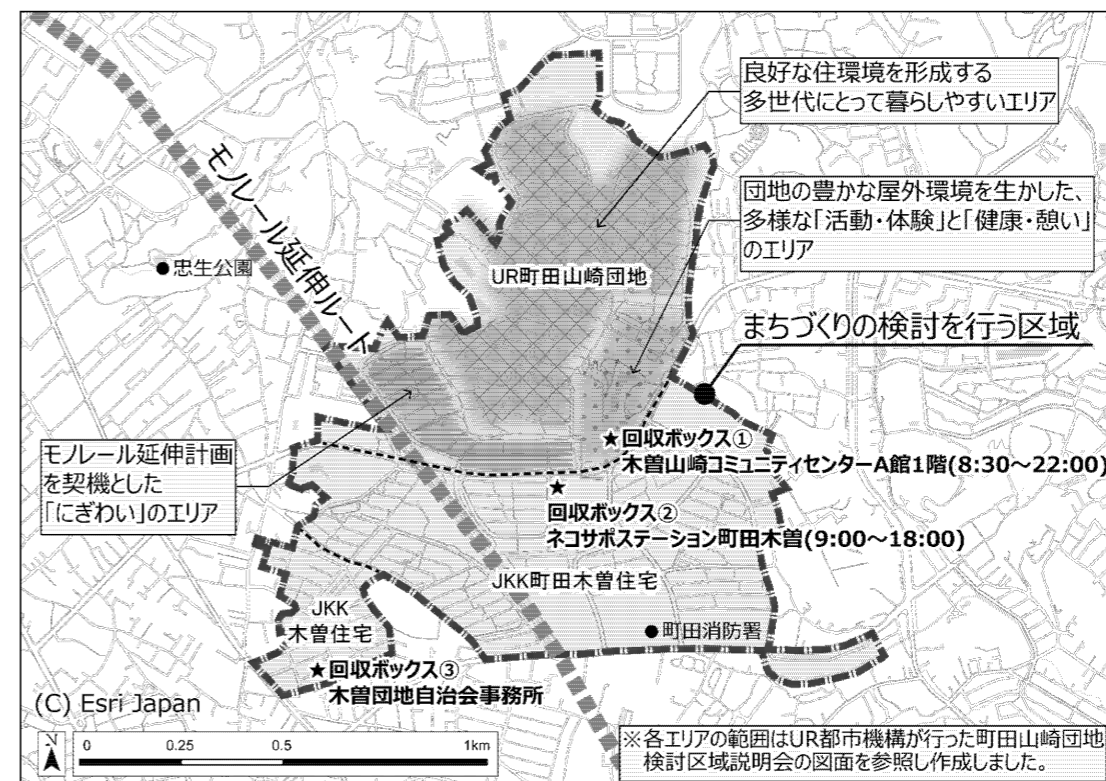 良好な住環境を形成する
多世代にとって暮らしやすいエリア
団地の豊かな屋外環境を生かした、
多様な「活動・体験」と「健康・憩い」
のエリア
モノレール延伸ルート
●忠生公園
UR町田山崎団地
まちづくりの検討を行う区域
モノレール延伸計画
を契機とした
「にぎわい」のエリア
★回収ボックス①
木曽山崎コミュニティセンターA館1階(8:30～22:00)
★
回収ボックス②
ネコサポステーション町田木曽(9:00～18:00)
JKK町田木曽住宅
JKK
木曽住宅
●町田消防署
★回収ボックス③
木曽団地自治会事務所
(C) Esri Japan
N
0 0.25 0.5 1km
※各エリアの範囲はUR都市機構が行った町田山崎団地
検討区域説明会の図面を参照し作成しました。